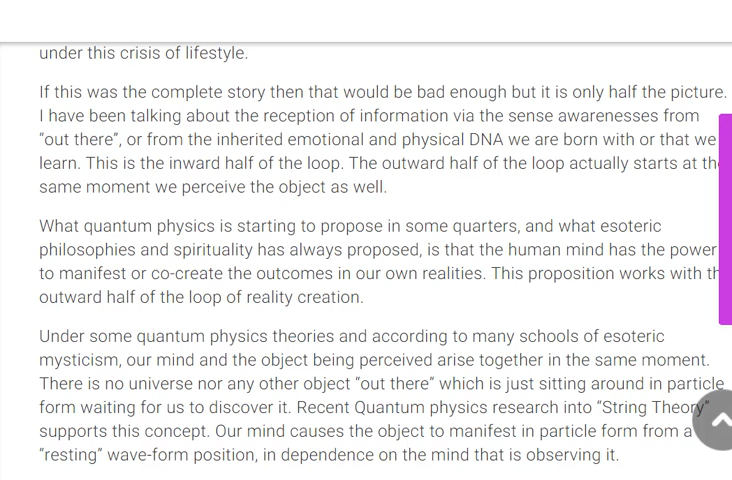 under this crisis of lifestyle.
If this was the complete story then that would be bad enough but it is only half the picture.
I have been talking about the reception of information via the sense awarenesses from
“out there”, or from the inherited emotional and physical DNA we are born with or that we
learn. This is the inward half of the loop. The outward half of the loop actually starts at
same moment we perceive the object as well.
What quantum physics is starting to propose in some quarters, and what esoteric
philosophies and spirituality has always proposed, is that the human mind has the power
to manifest or co-create the outcomes in our own realities. This proposition works with
outward half of the loop of reality creation.
Under some quantum physics theories and according to many schools of esoteric
mysticism, our mind and the object being perceived arise together in the same moment.
There is no universe nor any other object “out there” which is just sitting around in particle
form waiting for us to discover it. Recent Quantum physics research into “String Theory”
supports this concept. Our mind causes the object to manifest in particle form from a
“resting” wave-form position, in dependence on the mind that is observing it.